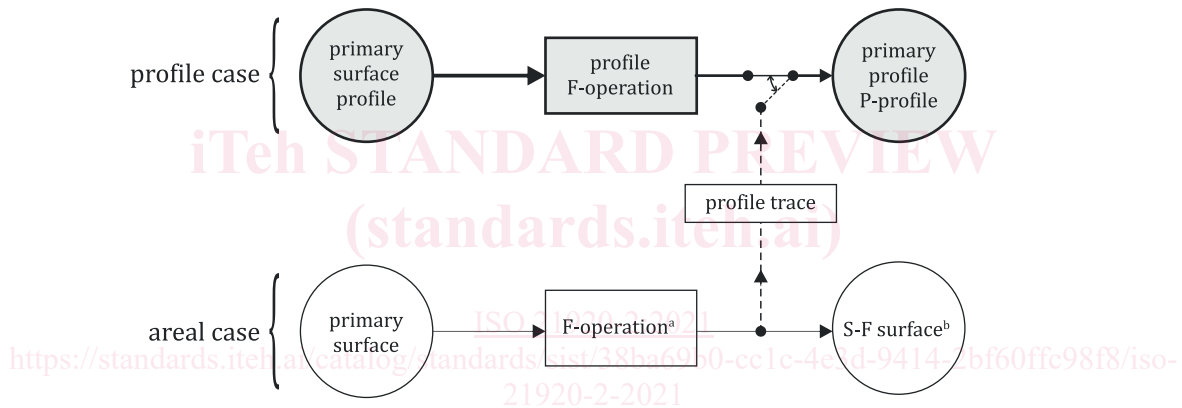 profile case
primary
surface
profile
profile
F-operation
primary
profile
P-profile
iTeh STANDARD PREVIEW
profile trace
(standards.iteh.ai)
areal case
primary
surface
F-operationᵃ
S-F surfaceᵇ
ISO 21920-2:2021
https://standards.iteh.ai/catalog/standards/sist/38ba69b0-cc1c-4e3d-9414-2bf60ffc98f8/iso-
21920-2-2021